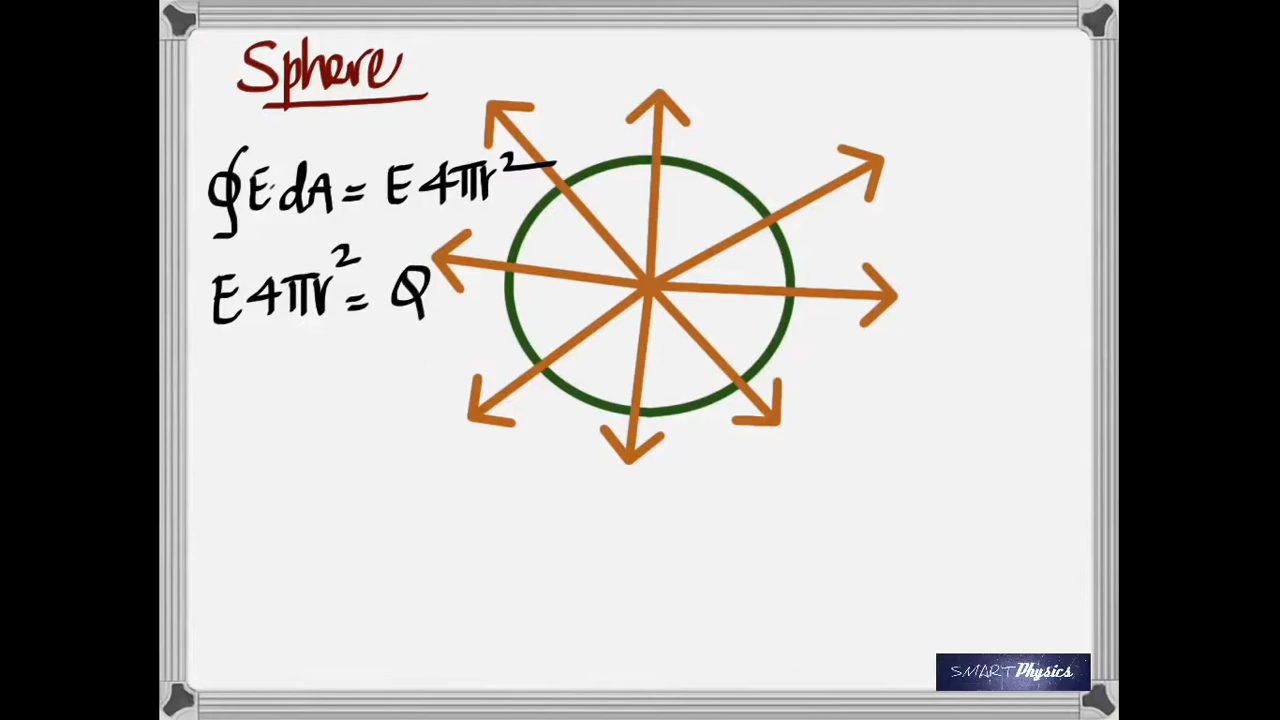 Sphere
∮E·dA = E4πr²
E4πr² = Q
SMARTPhysics